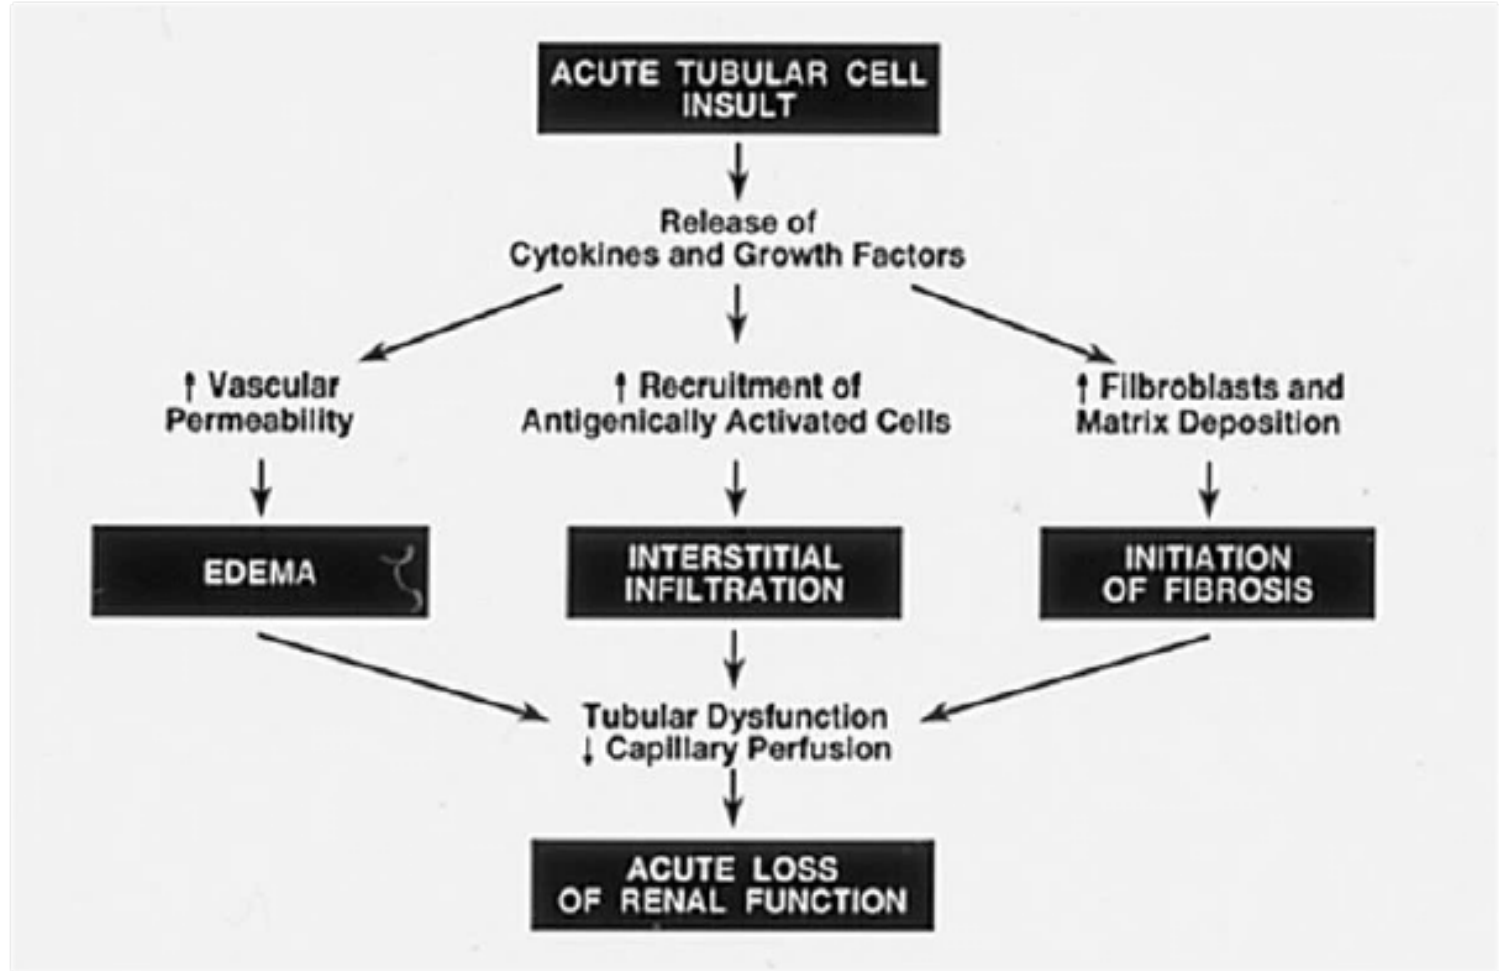 ACUTE TUBULAR CELL
INSULT
Release of
Cytokines and Growth Factors
↑ Vascular
Permeability
↑ Recruitment of
Antigenically Activated Cells
↑ Filbroblasts and
Matrix Deposition
EDEMA
INTERSTITIAL
INFILTRATION
INITIATION
OF FIBROSIS
Tubular Dysfunction
↓ Capillary Perfusion
ACUTE LOSS
OF RENAL FUNCTION